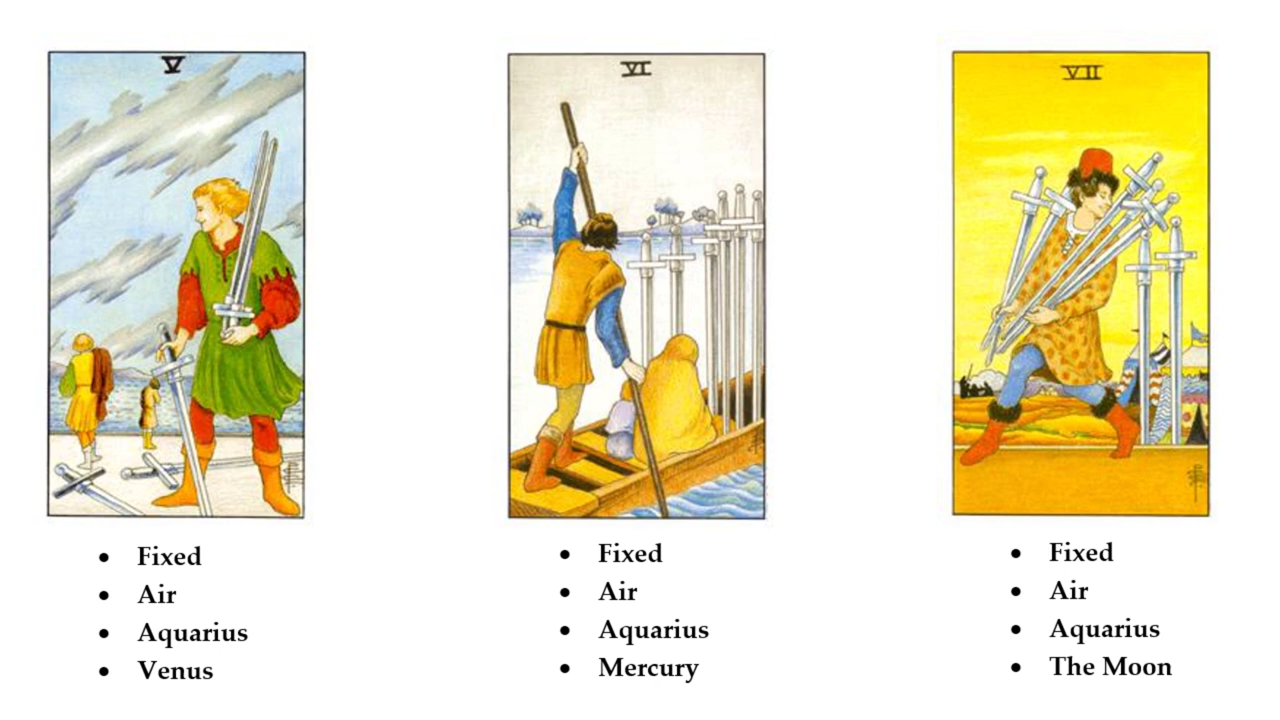 V
• Fixed
• Air
• Aquarius
• Venus
VI
• Fixed
• Air
• Aquarius
• Mercury
VII
• Fixed
• Air
• Aquarius
• The Moon